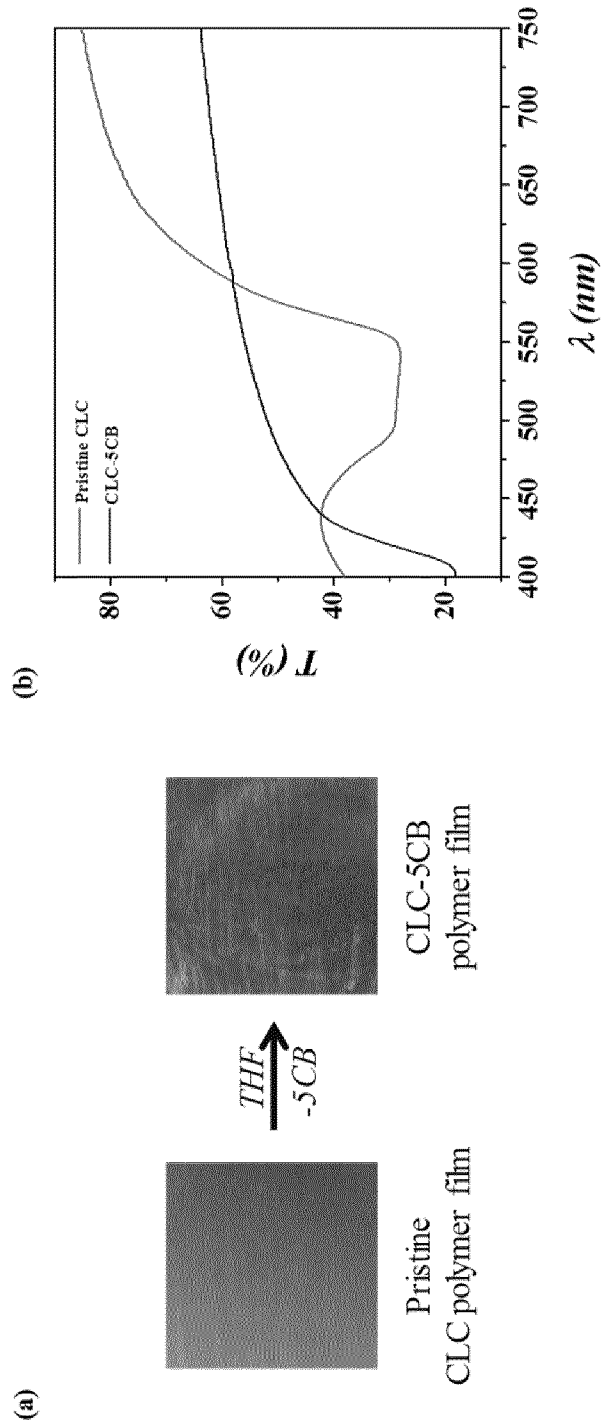 (a)
Pristine
CLC polymer film
THF
-5CB
CLC-5CB
polymer film
(b)
T (%)
80
60
40
20
Pristine CLC
CLC-5CB
400
450
500
550
600
650
700
750
λ (nm)